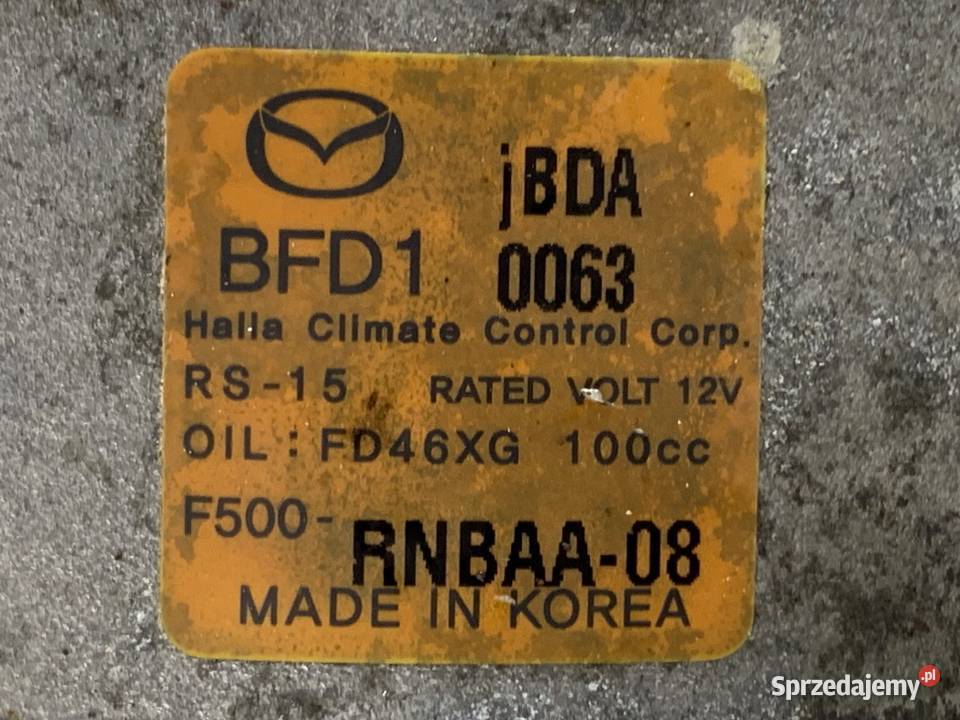 jBDA
BFD1 0063
Halla Climate Control Corp.
RS-15 RATED VOLT 12V
OIL: FD46XG 100cc
F500-RNBAA-08
MADE IN KOREA
Sprzedajemy.pl